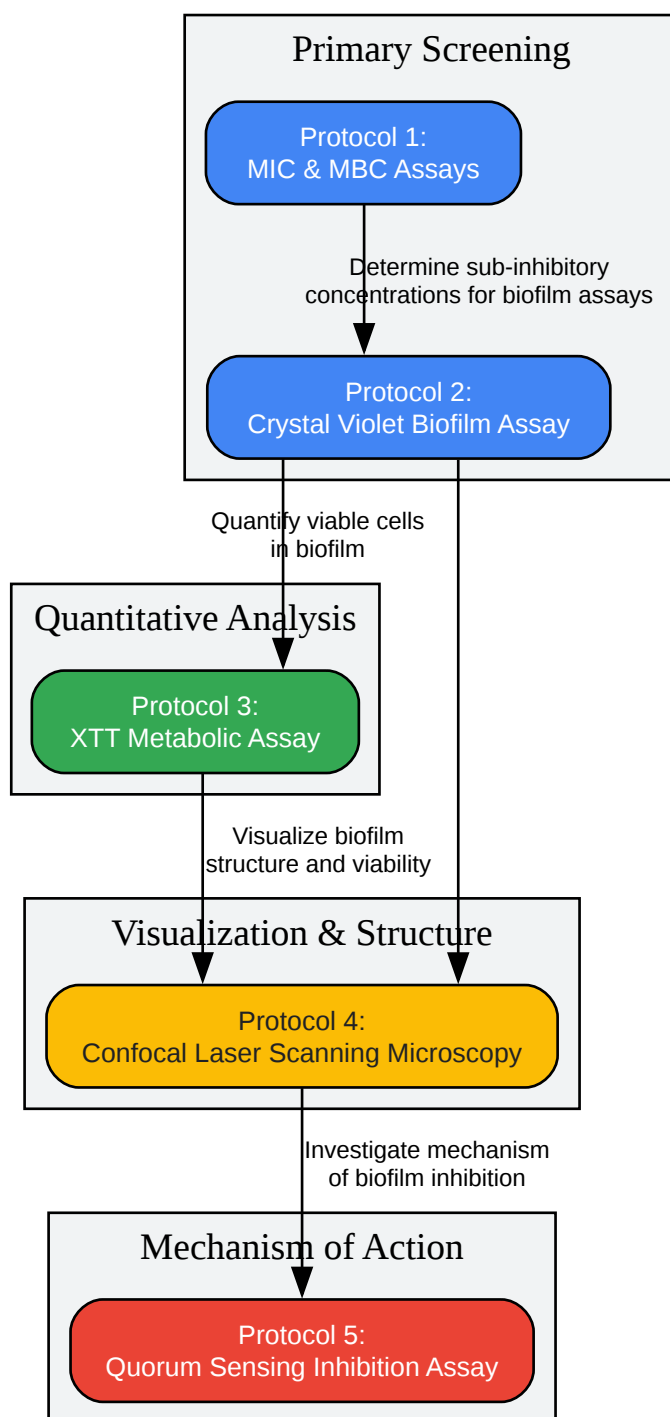 Primary Screening
Protocol 1:
MIC & MBC Assays
Determine sub-inhibitory
concentrations for biofilm assays
Protocol 2:
Crystal Violet Biofilm Assay
Quantify viable cells
in biofilm
Quantitative Analysis
Protocol 3:
XTT Metabolic Assay
Visualize biofilm
structure and viability
Visualization & Structure
Protocol 4:
Confocal Laser Scanning Microscopy
Investigate mechanism
of biofilm inhibition
Mechanism of Action
Protocol 5:
Quorum Sensing Inhibition Assay